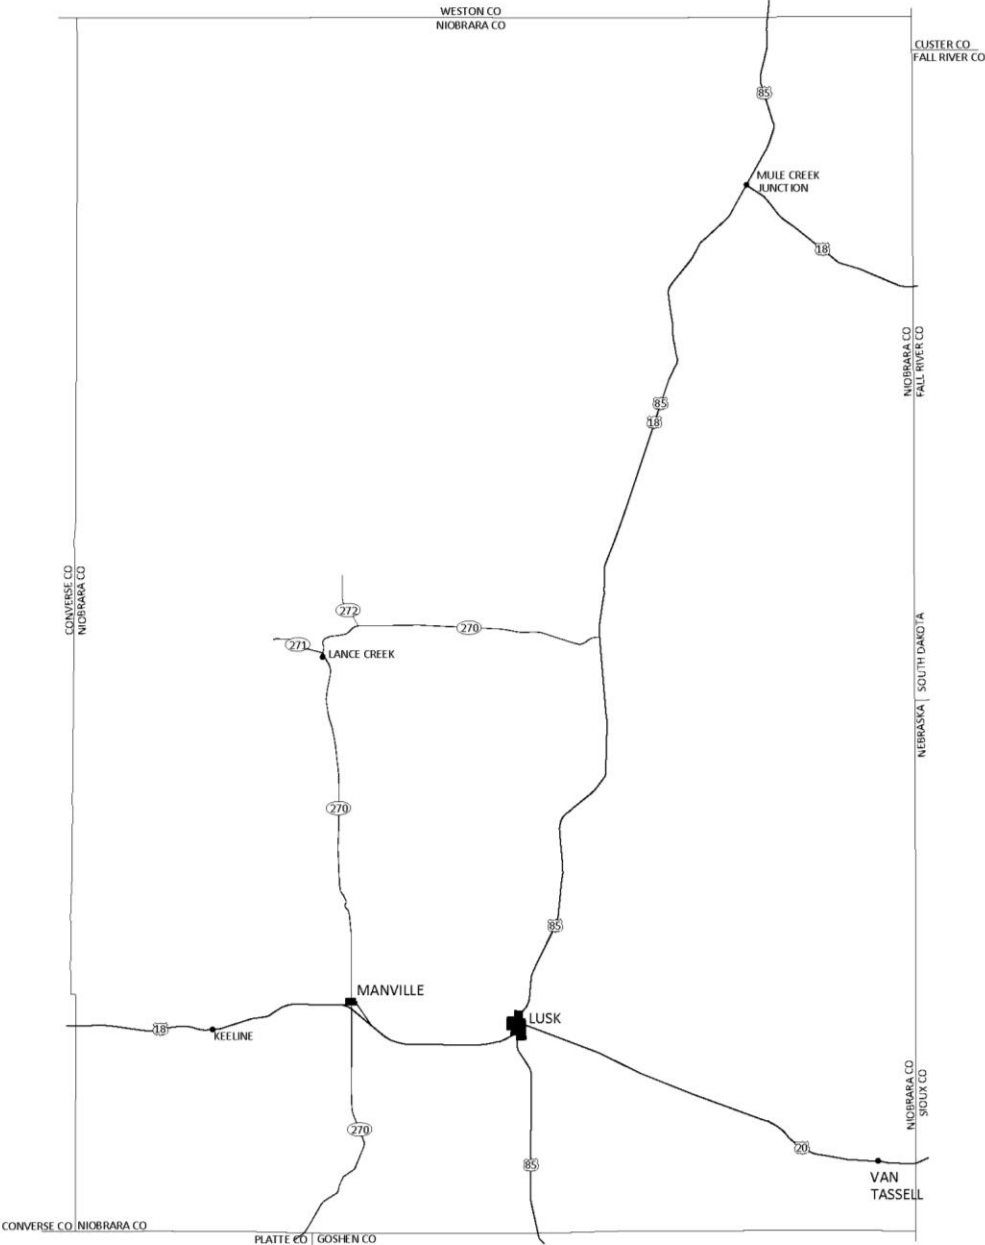 WESTON CO
NIOBRARA CO
CUSTER CO
FALL RIVER CO
85
MULE CREEK
JUNCTION
18
NIOBRARA CO
FALL RIVER CO
85
18
CONVERSE CO
NIOBRARA CO
272
270
271
LANCE CREEK
NEBRASKA | SOUTH DAKOTA
270
85
MANVILLE
LUSK
18
KEELINE
NIOBRARA CO
SIOUX CO
270
20
85
VAN
TASSELL
CONVERSE CO NIOBRARA CO
PLATTE CO | GOSHEN CO